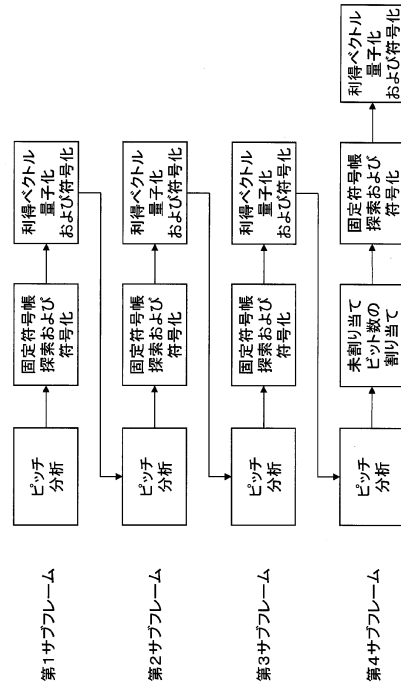 第1サブフレーム
ピッチ
分析
固定符号帳
探索および
符号化
利得ベクトル
量子化
および符号化
第2サブフレーム
ピッチ
分析
固定符号帳
探索および
符号化
利得ベクトル
量子化
および符号化
第3サブフレーム
ピッチ
分析
固定符号帳
探索および
符号化
利得ベクトル
量子化
および符号化
第4サブフレーム
ピッチ
分析
未割り当て
ビット数の
割り当て
固定符号帳
探索および
符号化
利得ベクトル
量子化
および符号化